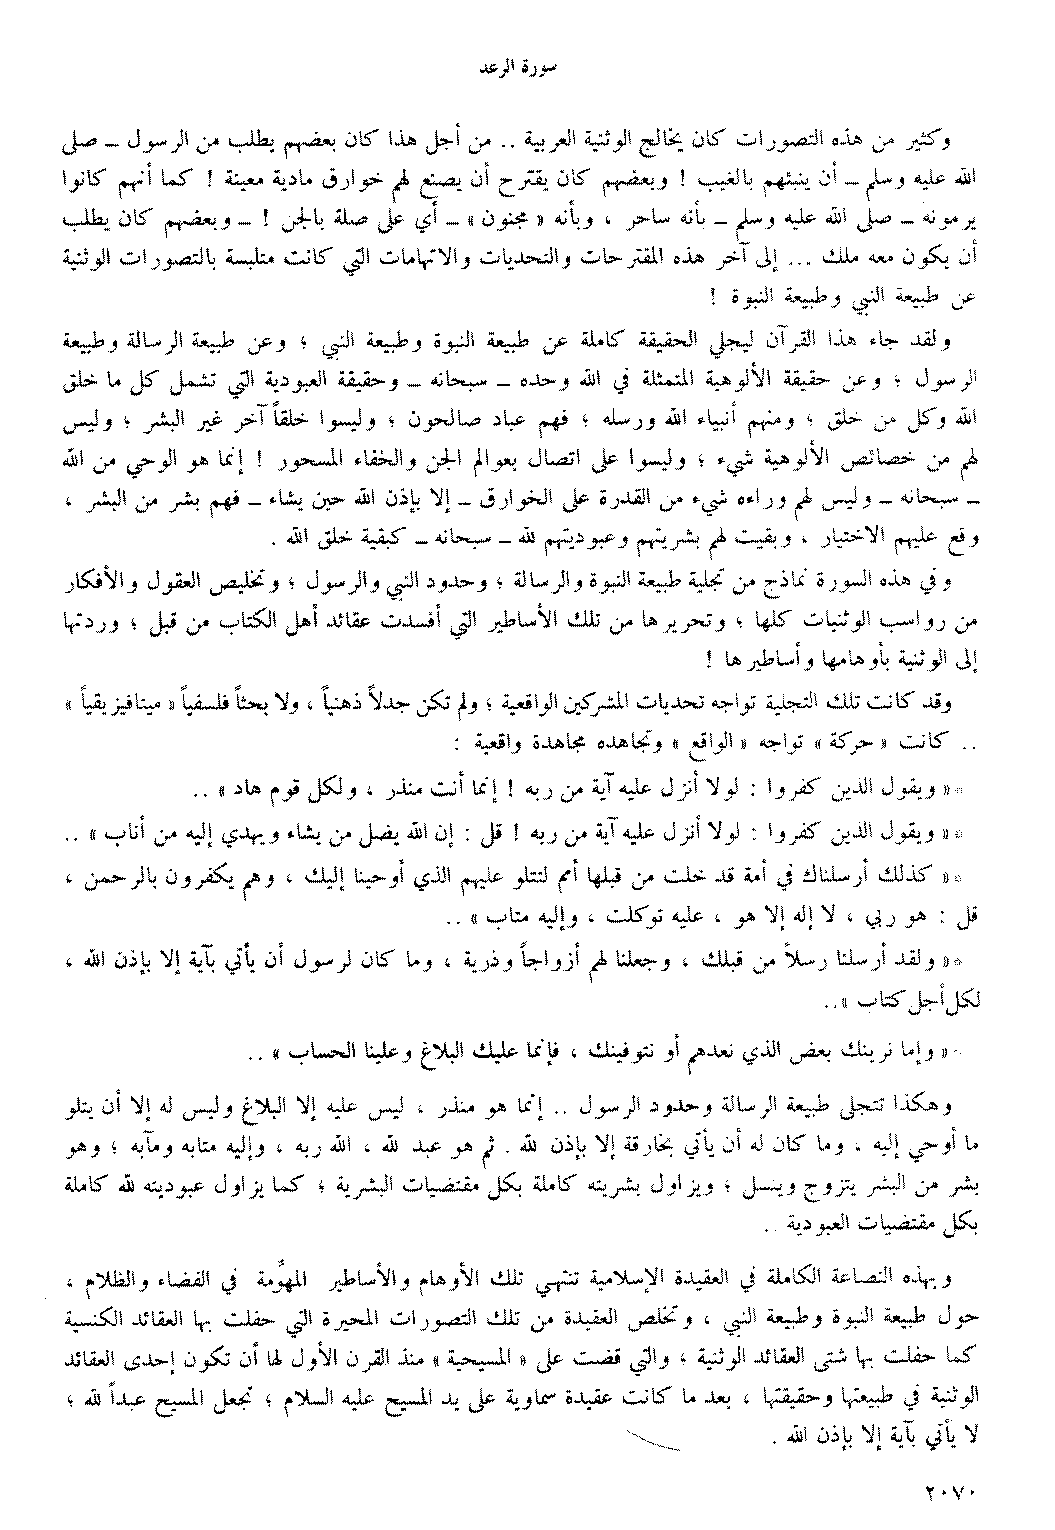 سورة الرعد
وكثير من هذه التصورات كان يخالج الوثنية العربية .. من أجل هذا كان بعضهم يطلب من الرسول – صلى
الله عليه وسلم – أن ينبئهم بالغيب ! وبعضهم كان يقترح أن يصنع لهم خوارق مادية معينة ! كما أنهم كانوا
يرمونه – صلى الله عليه وسلم – بأنه ساحر ، وبأنه « مجنون » – أي على صلة بالجن ! – وبعضهم كان يطلب
أن يكون معه ملك ... إلى آخر هذه المقترحات والتحديات والاتهامات التي كانت متلبسة بالتصورات الوثنية
عن طبيعة النبي وطبيعة النبوة !
ولقد جاء هذا القرآن ليجلي الحقيقة كاملة عن طبيعة النبوة وطبيعة النبي ؛ وعن طبيعة الرسالة وطبيعة
الرسول ؛ وعن حقيقة الألوهية المتمثلة في الله وحده – سبحانه – وحقيقة العبودية التي تشمل كل ما خلق
الله وكل من خلق ؛ ومنهم أنبياء الله ورسله ؛ فهم عباد صالحون ؛ وليسوا خلقاً آخر غير البشر ؛ وليس
لهم من خصائص الألوهية شيء ؛ وليسوا على اتصال بعوالم الجن والخفاء المسحور ! إنما هو الوحي من الله
– سبحانه – وليس لهم وراءه شيء من القدرة على الخوارق – إلا بإذن الله حين يشاء – فهم بشر من البشر ،
وقع عليهم الاختيار ، وبقيت لهم بشريتهم وعبوديتهم لله – سبحانه – كبقية خلق الله .
وفي هذه السورة نماذج من تجلية طبيعة النبوة والرسالة ؛ وحدود النبي والرسول ؛ وتخليص العقول والأفكار
من رواسب الوثنيات كلها ؛ وتحريرها من تلك الأساطير التي أفسدت عقائد أهل الكتاب من قبل ؛ وردتها
إلى الوثنية بأوهامها وأساطيرها !
وقد كانت تلك التجلية تواجه تحديات المشركين الواقعية ؛ ولم تكن جدلاً ذهنياً ، ولا بحثاً فلسفياً « ميتافيزيقياً »
.. كانت « حركة » تواجه « الواقع » وتجاهده مجاهدة واقعية :
* « ويقول الذين كفروا : لولا أنزل عليه آية من ربه ! إنما أنت منذر ، ولكل قوم هاد » ..
* « ويقول الذين كفروا : لولا أنزل عليه آية من ربه ! قل : إن الله يضل من يشاء ويهدي إليه من أناب » ..
* « كذلك أرسلناك في أمة قد خلت من قبلها أمم لتتلو عليهم الذي أوحينا إليك ، وهم يكفرون بالرحمن ،
قل : هو ربي ، لا إله إلا هو ، عليه توكلت ، وإليه متاب » ..
* « ولقد أرسلنا رسلاً من قبلك ، وجعلنا لهم أزواجاً وذرية ، وما كان لرسول أن يأتي بآية إلا بإذن الله ،
لكل أجل كتاب » ..
* « وإما نرينك بعض الذي نعدهم أو نتوفينك ، فإنما عليك البلاغ وعلينا الحساب » ..
وهكذا تتجلى طبيعة الرسالة وحدود الرسول .. إنما هو منذر ، ليس عليه إلا البلاغ وليس له إلا أن يتلو
ما أوحي إليه ، وما كان له أن يأتي بخارقة إلا بإذن لله . ثم هو عبد لله ، الله ربه ، وإليه متابه ومآبه ؛ وهو
بشر من البشر يتزوج وينسل ؛ ويزاول بشريته كاملة بكل مقتضيات البشرية ؛ كما يزاول عبوديته لله كاملة
بكل مقتضيات العبودية ..
وبهذه النصاعة الكاملة في العقيدة الإسلامية تنتهي تلك الأوهام والأساطير المهوّمة في الفضاء والظلام ،
حول طبيعة النبوة وطبيعة النبي ، وتخلص العقيدة من تلك التصورات المحيرة التي حفلت بها العقائد الكنسية
كما حفلت بها شتى العقائد الوثنية ؛ والتي قضت على « المسيحية » منذ القرن الأول لها أن تكون إحدى العقائد
الوثنية في طبيعتها وحقيقتها ، بعد ما كانت عقيدة سماوية على يد المسيح عليه السلام ؛ تجعل المسيح عبداً لله ؛
لا يأتي بآية إلا بإذن الله .
٢٠٧٠